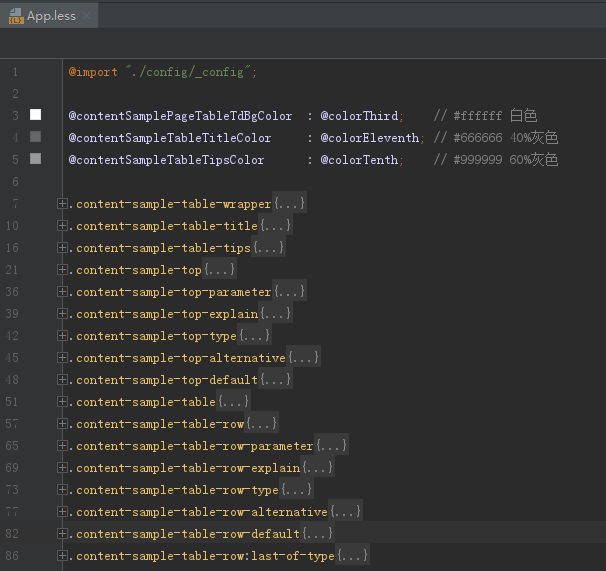 App.less
1 @import "./config/_config";
2
3 @contentSamplePageTableTdBgColor : @colorThird; // #ffffff 白色
4 @contentSampleTableTitleColor : @colorEleventh; // #666666 40%灰色
5 @contentSampleTableTipsColor : @colorTenth; // #999999 60%灰色
6
7 .content-sample-table-wrapper{...}
10 .content-sample-table-title{...}
16 .content-sample-table-tips{...}
21 .content-sample-top{...}
36 .content-sample-top-parameter{...}
39 .content-sample-top-explain{...}
42 .content-sample-top-type{...}
45 .content-sample-top-alternative{...}
48 .content-sample-top-default{...}
51 .content-sample-table{...}
57 .content-sample-table-row{...}
65 .content-sample-table-row-parameter{...}
69 .content-sample-table-row-explain{...}
73 .content-sample-table-row-type{...}
77 .content-sample-table-row-alternative{...}
82 .content-sample-table-row-default{...}
86 .content-sample-table-row:last-of-type{...}